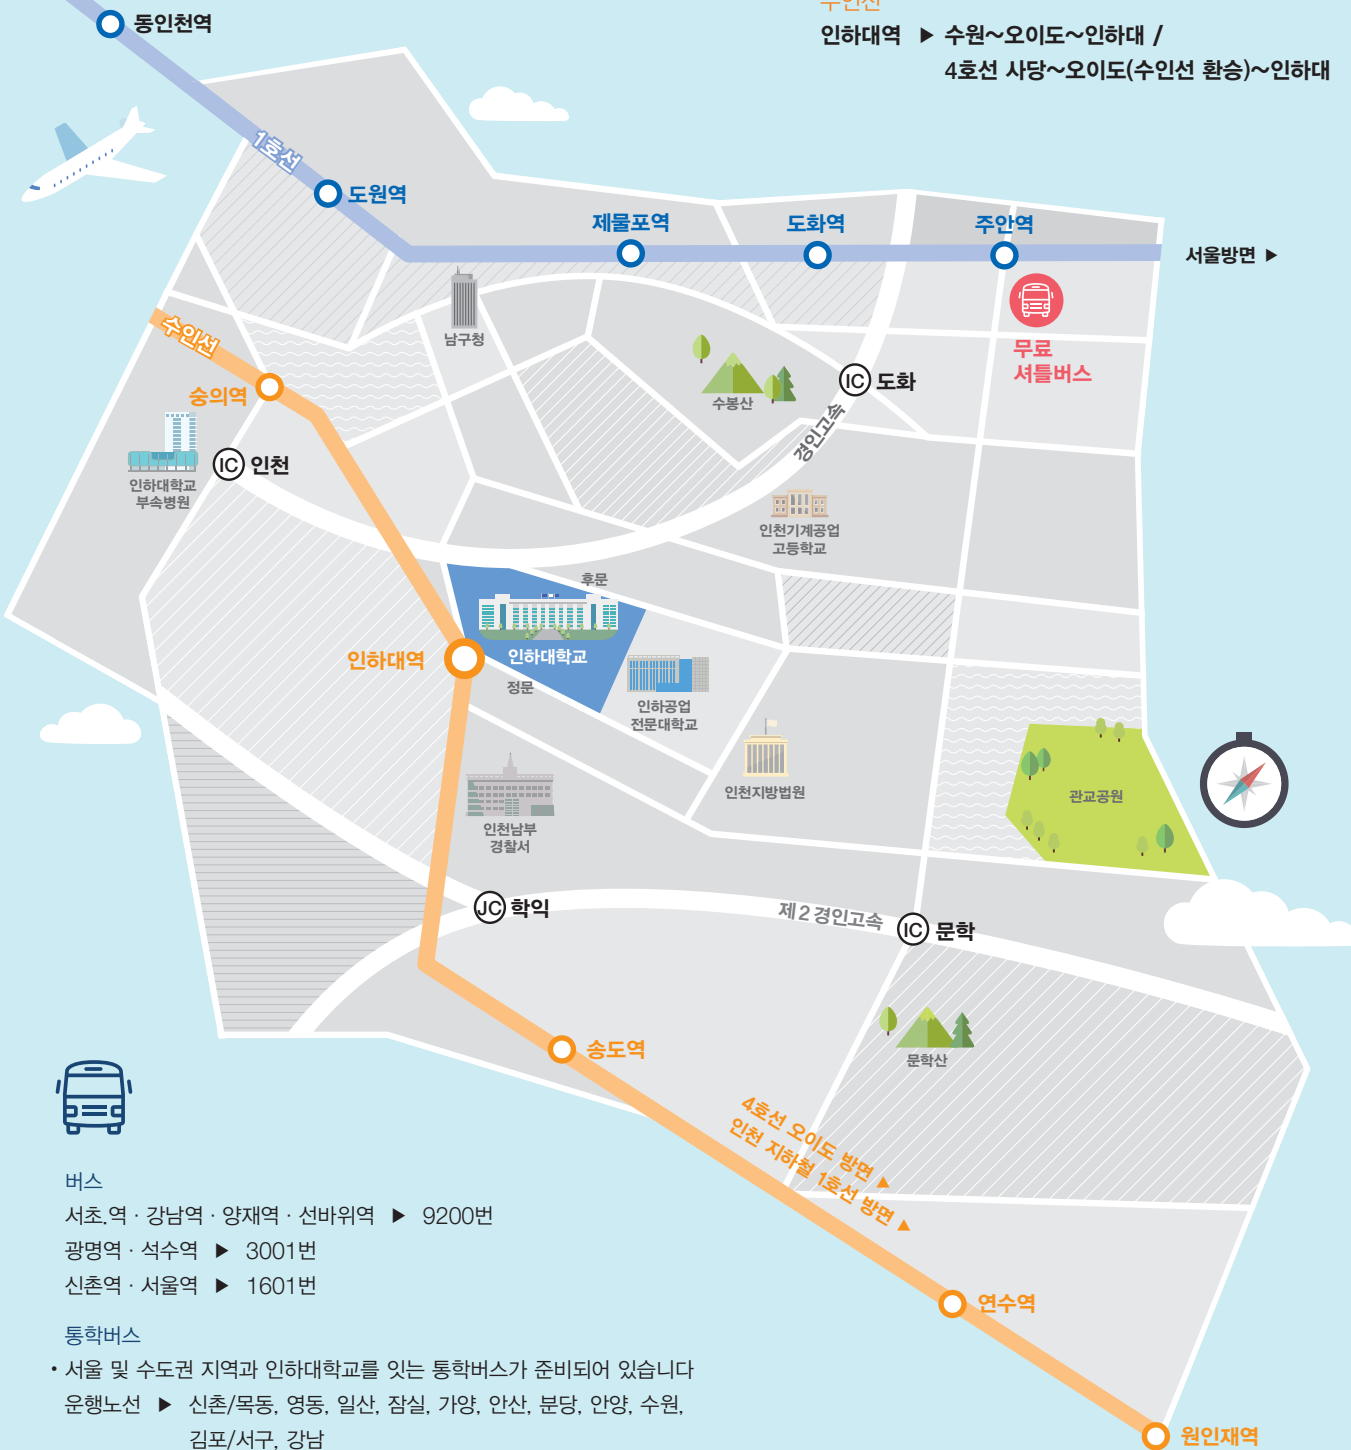 동인천역
수인선
인하대역 ▶ 수원~오이도~인하대 /
4호선 사당~오이도(수인선 환승)~인하대
1호선
도원역
제물포역
도화역
주안역
서울방면 ▶
남구청
무료
셔틀버스
수인선
숭의역
수봉산
IC 도화
경인고속
인하대학교
부속병원
IC 인천
인천기계공업
고등학교
후문
인하대학교
인하대역
정문
인하공업
전문대학교
인천지방법원
관교공원
인천남부
경찰서
JC 학익
제2경인고속
IC 문학
문학산
송도역
4호선 오이도 방면 ▲
인천 지하철 1호선 방면 ▲
연수역
원인재역
버스
서초.역 · 강남역 · 양재역 · 선바위역 ▶ 9200번
광명역 · 석수역 ▶ 3001번
신촌역 · 서울역 ▶ 1601번
통학버스
• 서울 및 수도권 지역과 인하대학교를 잇는 통학버스가 준비되어 있습니다
운행노선 ▶ 신촌/목동, 영동, 일산, 잠실, 가양, 안산, 분당, 안양, 수원,
김포/서구, 강남